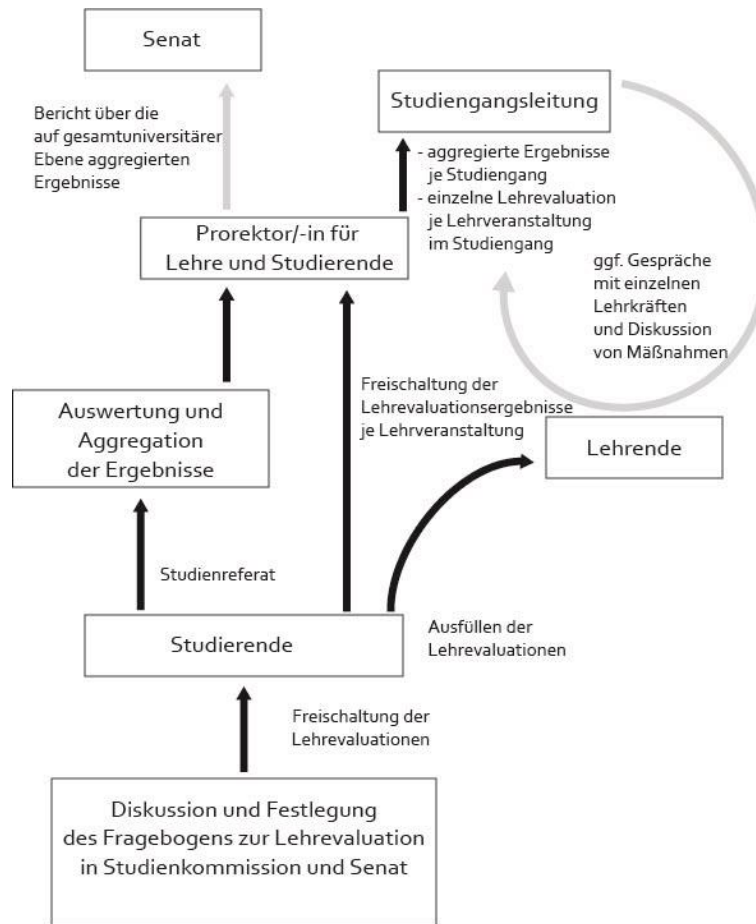 Senat
Bericht über die
auf gesamtuniversitärer
Ebene aggregierten
Ergebnisse
Studiengangsleitung
- aggregierte Ergebnisse
je Studiengang
- einzelne Lehrevaluation
je Lehrveranstaltung
im Studiengang
Prorektor/-in für
Lehre und Studierende
ggf. Gespräche
mit einzelnen
Lehrkräften
und Diskussion
von Mäßnahmen
Auswertung und
Aggregation
der Ergebnisse
Freischaltung der
Lehrevaluationsergebnisse
je Lehrveranstaltung
Lehrende
Studienreferat
Studierende
Ausfüllen der
Lehrevaluationen
Freischaltung der
Lehrevaluationen
Diskussion und Festlegung
des Fragebogens zur Lehrevaluation
in Studienkommission und Senat